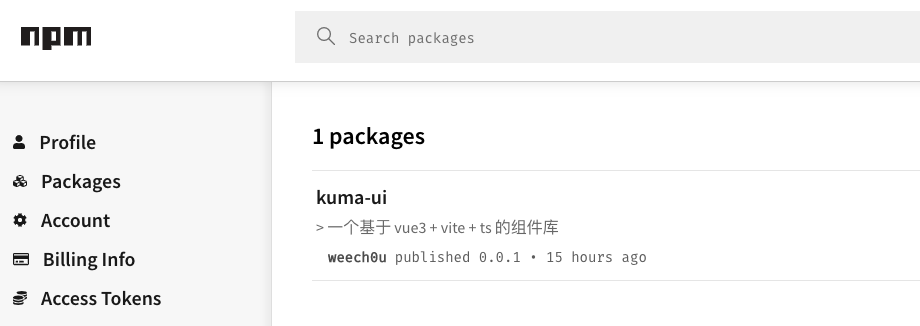 npm
Search packages
Profile
Packages
Account
Billing Info
Access Tokens
1 packages
kuma-ui
> 一个基于 vue3 + vite + ts 的组件库
weech0u published 0.0.1 • 15 hours ago